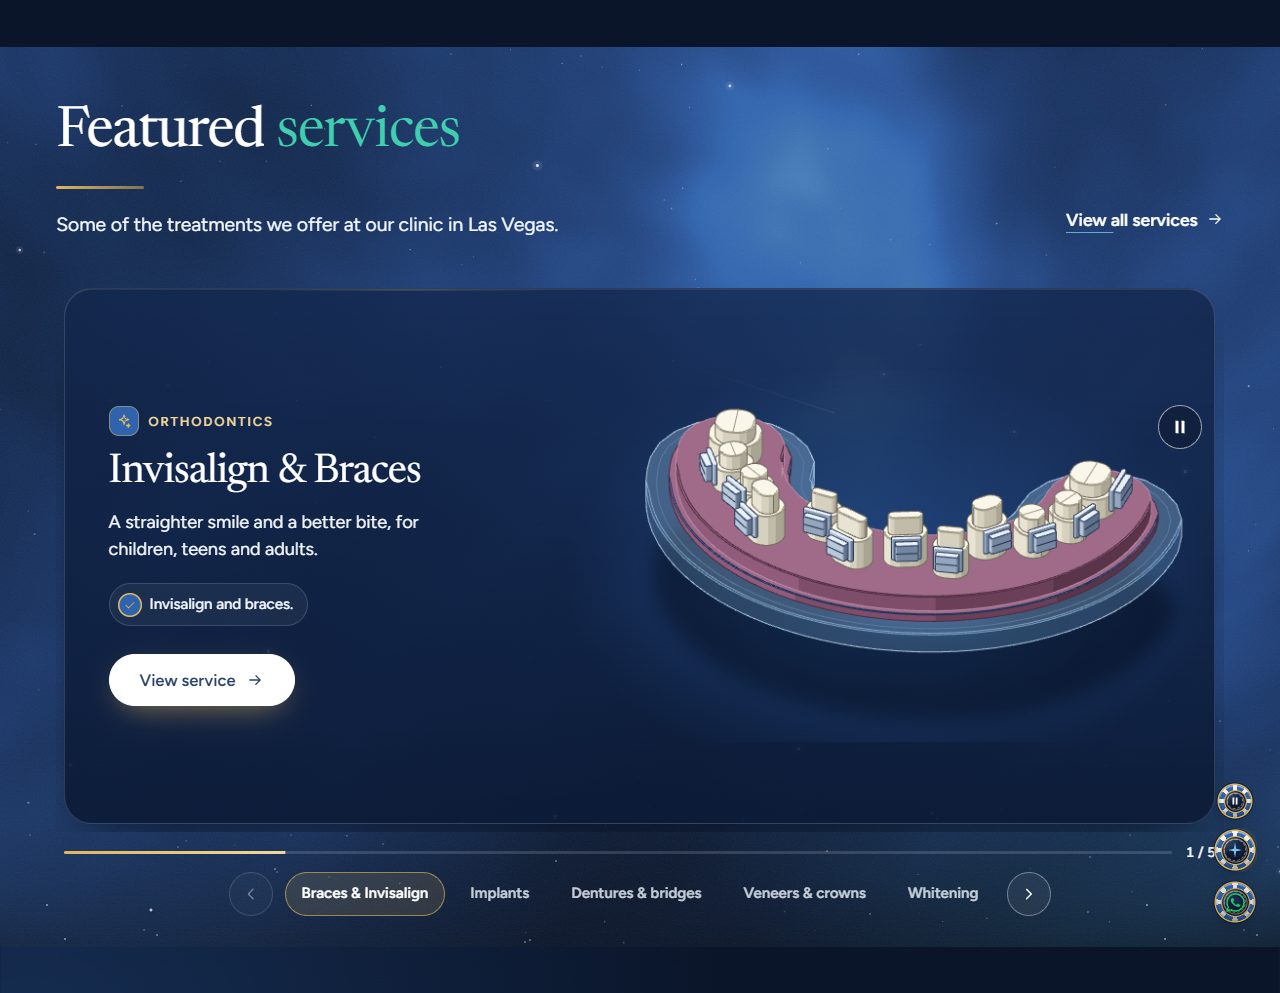 Featured services
Some of the treatments we offer at our clinic in Las Vegas.
View all services
ORTHODONTICS
Invisalign & Braces
A straighter smile and a better bite, for
children, teens and adults.
Invisalign and braces.
View service
1 / 5
Braces & Invisalign
Implants
Dentures & bridges
Veneers & crowns
Whitening